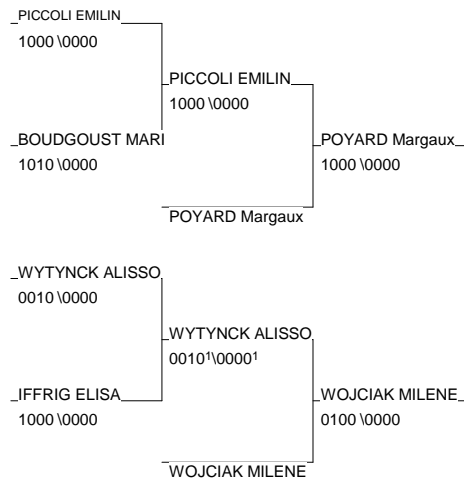 PICCOLI EMILIN
1000 \0000
PICCOLI EMILIN
1000 \0000
BOUDGOUST MARI
1010 \0000
POYARD Margaux
1000 \0000
POYARD Margaux
WYTYNCK ALISSO
0010 \0000
WYTYNCK ALISSO
0010¹\0000¹
IFFRIG ELISA
1000 \0000
WOJCIAK MILENE
0100 \0000
WOJCIAK MILENE